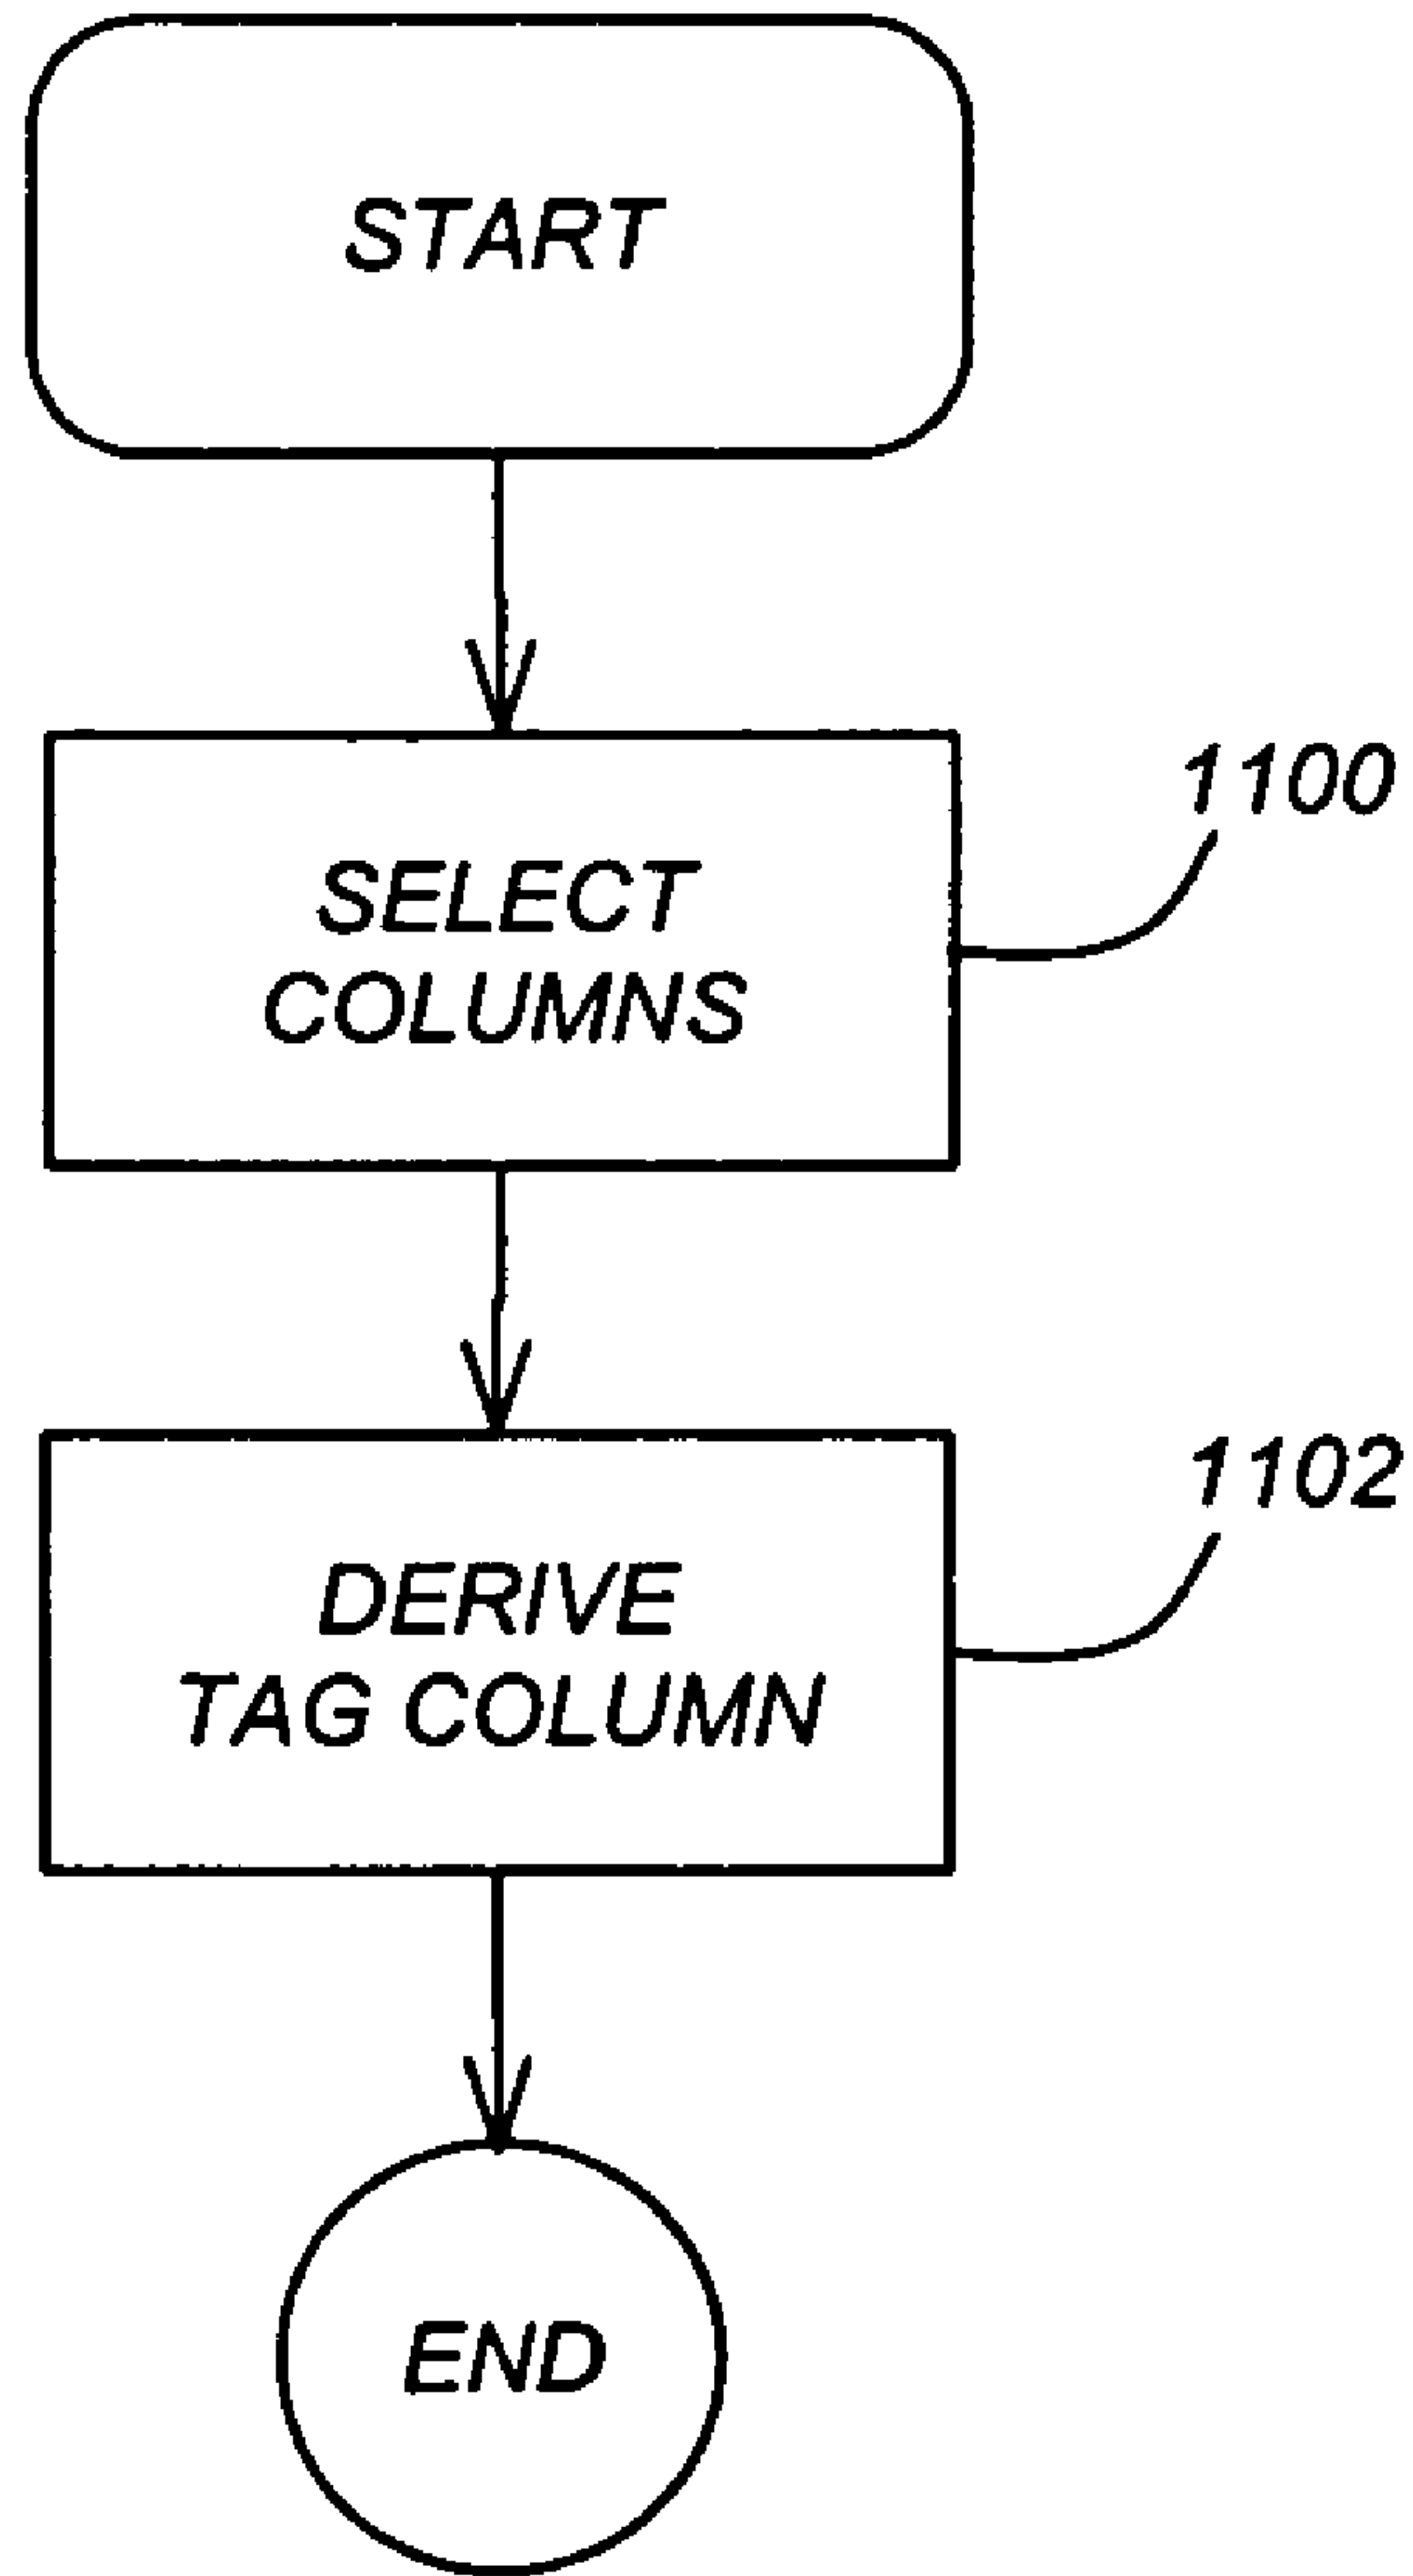 START
1100
SELECT
COLUMNS
1102
DERIVE
TAG COLUMN
END